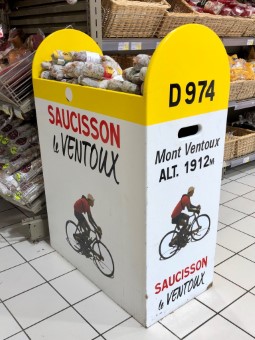 SAUCISSON
le VENTOUX
D974
Mont Ventoux
ALT. 1912M
SAUCISSON
le VENTOUX